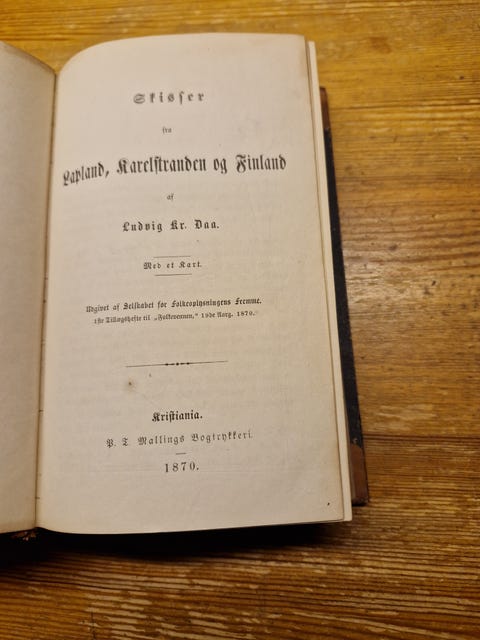 Skisser
fra
Lapland, Karelstranden og Finland
af
Ludvig Kr. Daa.
Med et Kart.
Udgivet af Selskabet for Folkeoplysningens Fremme.
1ste Tillægshefte til „Folkevennen,“ 19de Aarg. 1870.
Kristiania.
P. T. Mallings Bogtrykkeri.
1870.